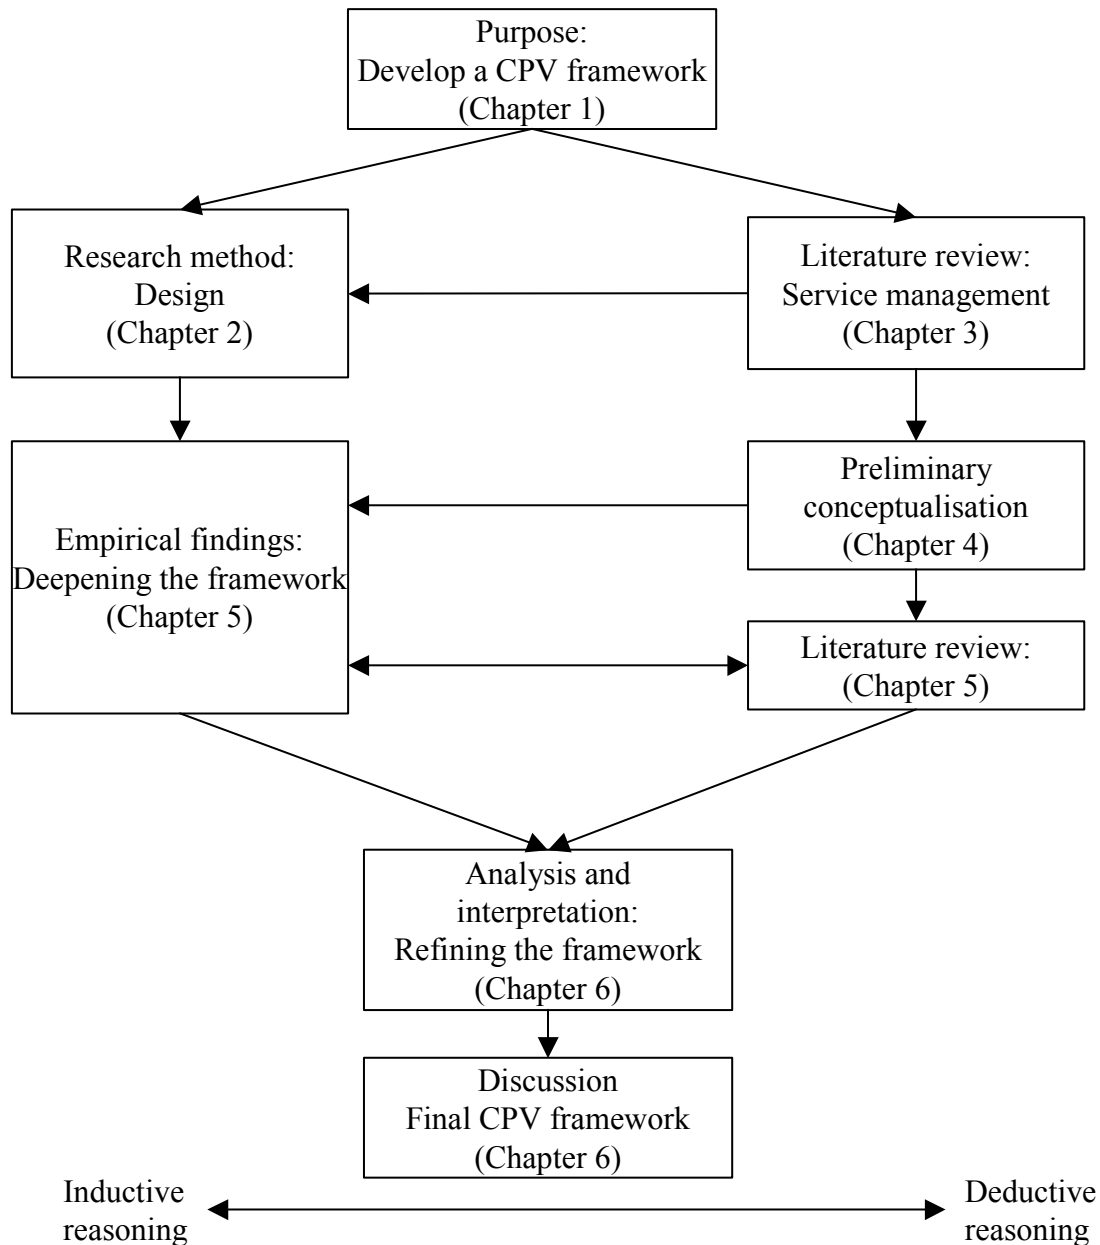 Purpose:
Develop a CPV framework
(Chapter 1)
Research method:
Design
(Chapter 2)
Literature review:
Service management
(Chapter 3)
Empirical findings:
Deepening the framework
(Chapter 5)
Preliminary
conceptualisation
(Chapter 4)
Literature review:
(Chapter 5)
Analysis and
interpretation:
Refining the framework
(Chapter 6)
Discussion
Final CPV framework
(Chapter 6)
Inductive
reasoning
Deductive
reasoning